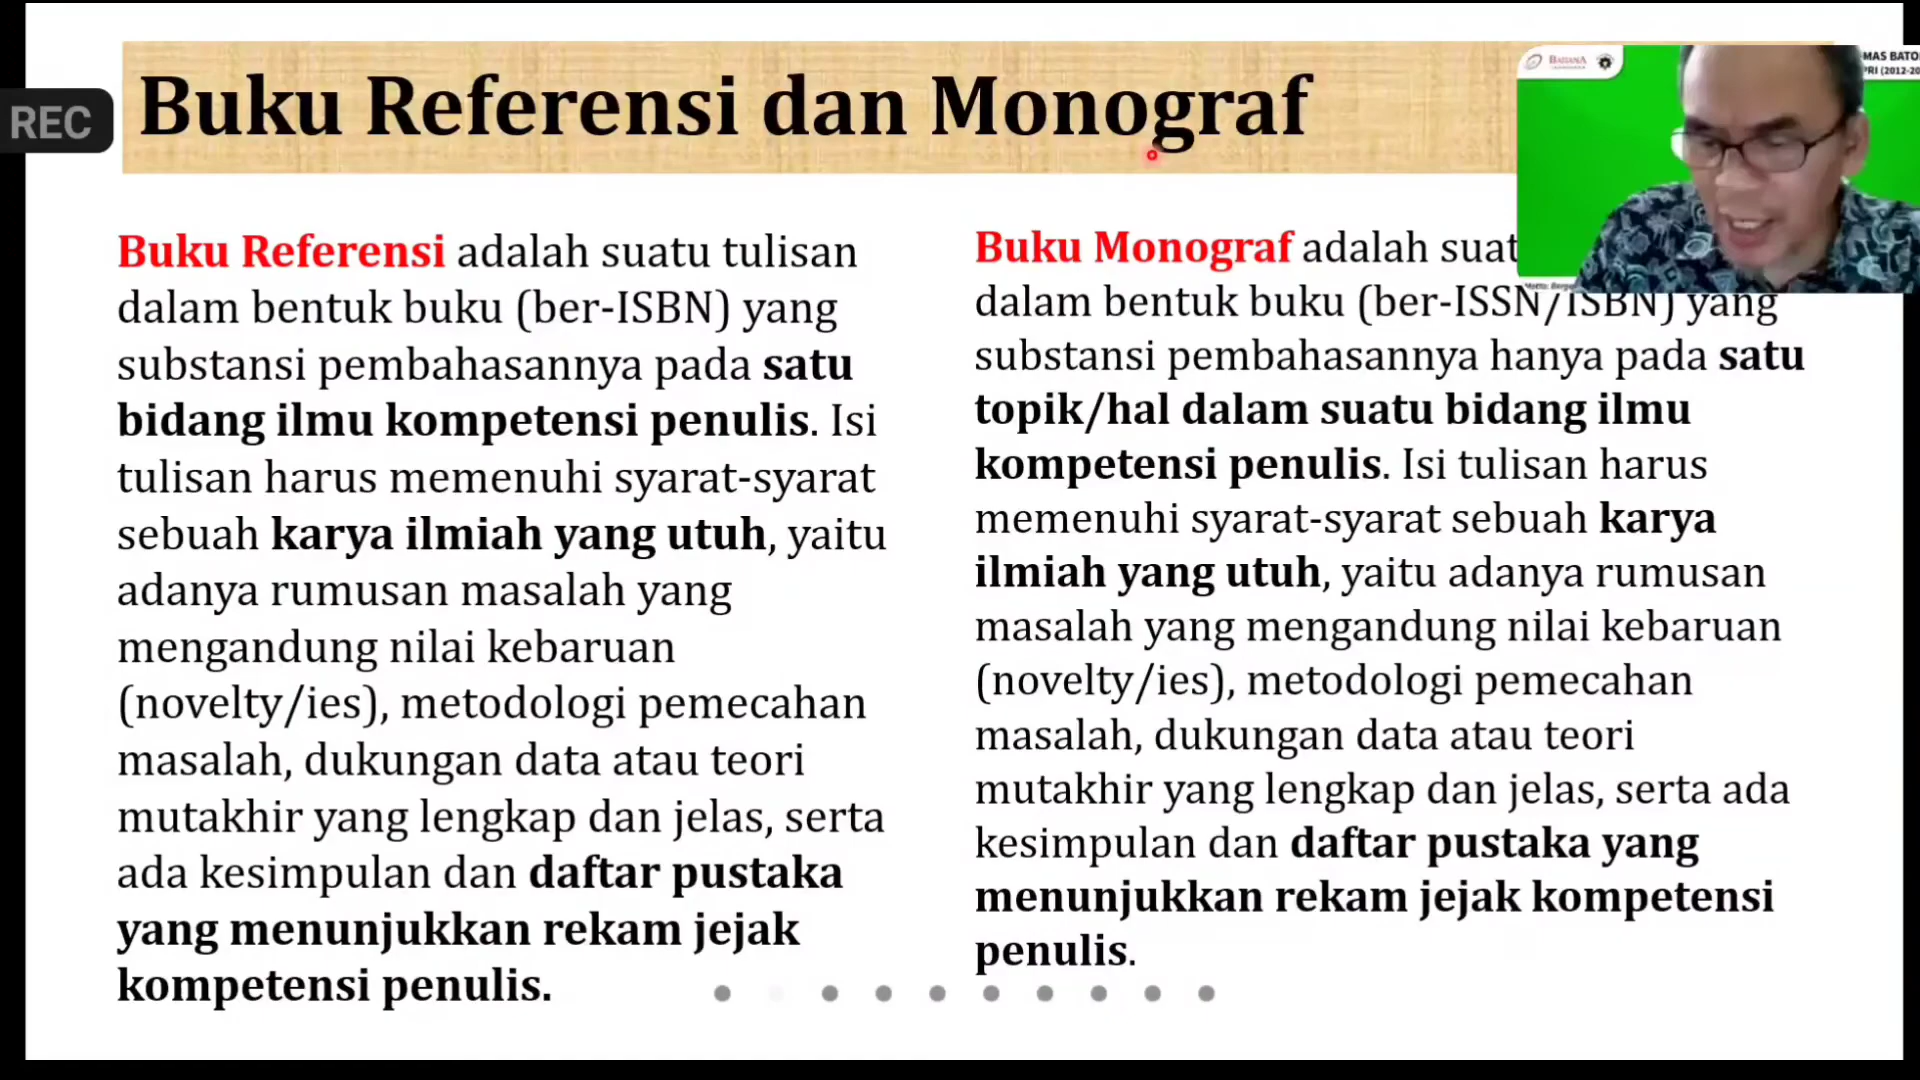 Buku Referensi dan Monograf
REC
BAHANA
MAS BATO
PRI (2012-20
Buku Referensi adalah suatu tulisan
dalam bentuk buku (ber-ISBN) yang
substansi pembahasannya pada satu
bidang ilmu kompetensi penulis. Isi
tulisan harus memenuhi syarat-syarat
sebuah karya ilmiah yang utuh, yaitu
adanya rumusan masalah yang
mengandung nilai kebaruan
(novelty/ies), metodologi pemecahan
masalah, dukungan data atau teori
mutakhir yang lengkap dan jelas, serta
ada kesimpulan dan daftar pustaka
yang menunjukkan rekam jejak
kompetensi penulis.
Buku Monograf adalah suat
dalam bentuk buku (ber-ISSN/ISBN) yang
substansi pembahasannya hanya pada satu
topik/hal dalam suatu bidang ilmu
kompetensi penulis. Isi tulisan harus
memenuhi syarat-syarat sebuah karya
ilmiah yang utuh, yaitu adanya rumusan
masalah yang mengandung nilai kebaruan
(novelty/ies), metodologi pemecahan
masalah, dukungan data atau teori
mutakhir yang lengkap dan jelas, serta ada
kesimpulan dan daftar pustaka yang
menunjukkan rekam jejak kompetensi
penulis.